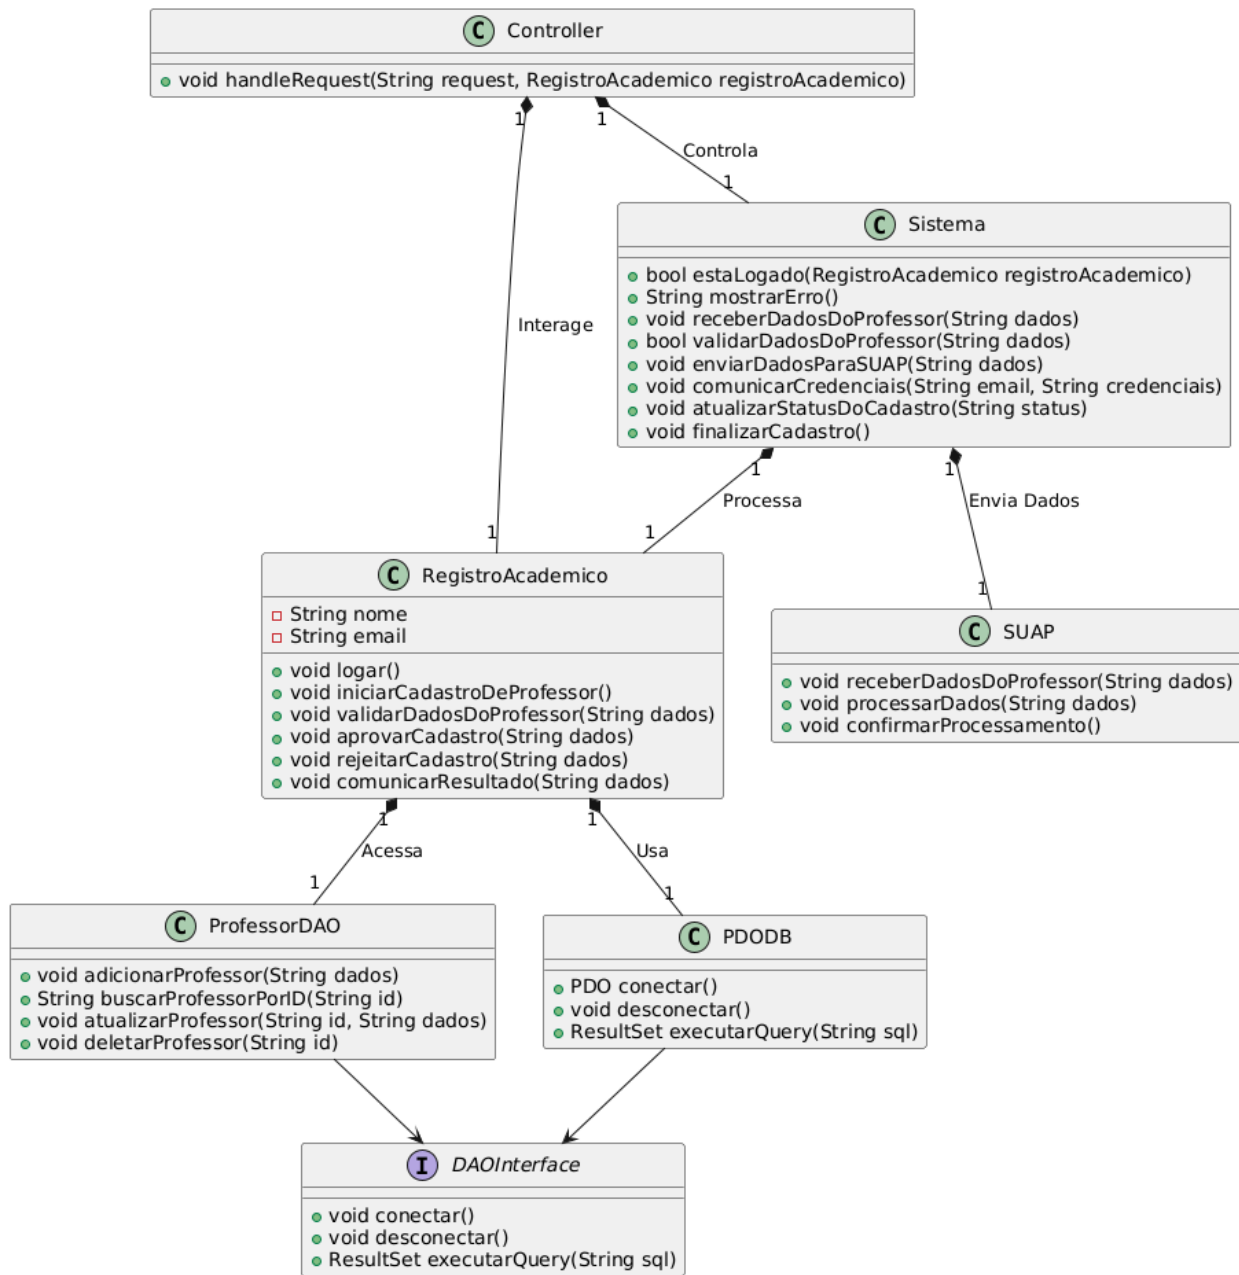 C Controller
void handleRequest(String request, RegistroAcademico registroAcademico)
1
1
Controla
1
C Sistema
bool estaLogado(RegistroAcademico registroAcademico)
String mostrarErro()
void receberDadosDoProfessor(String dados)
bool validarDadosDoProfessor(String dados)
void enviarDadosParaSUAP(String dados)
void comunicarCredenciais(String email, String credenciais)
void atualizarStatusDoCadastro(String status)
void finalizarCadastro()
Interage
1
1
Processa
Envia Dados
1
1
1
C RegistroAcademico
String nome
String email
void logar()
void iniciarCadastroDeProfessor()
void validarDadosDoProfessor(String dados)
void aprovarCadastro(String dados)
void rejeitarCadastro(String dados)
void comunicarResultado(String dados)
C SUAP
void receberDadosDoProfessor(String dados)
void processarDados(String dados)
void confirmarProcessamento()
1
1
Acessa
Usa
1
1
C ProfessorDAO
void adicionarProfessor(String dados)
String buscarProfessorPorID(String id)
void atualizarProfessor(String id, String dados)
void deletarProfessor(String id)
C PDODB
PDO conectar()
void desconectar()
ResultSet executarQuery(String sql)
I DAOInterface
void conectar()
void desconectar()
ResultSet executarQuery(String sql)